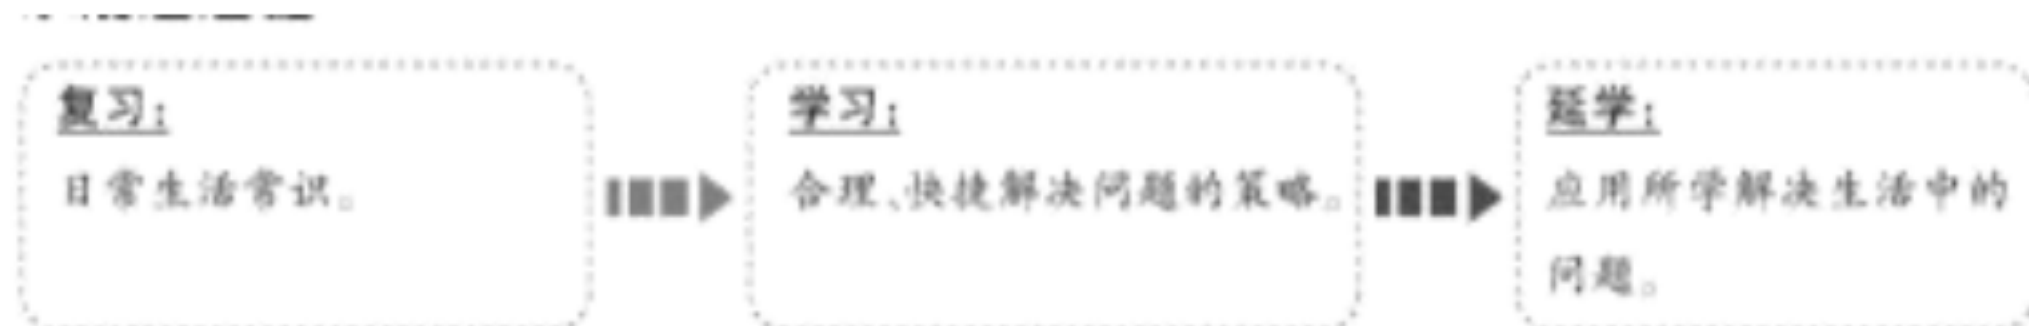 复习：
日常生活常识。
学习：
合理、快捷解决问题的策略。
延学：
应用所学解决生活中的
问题。